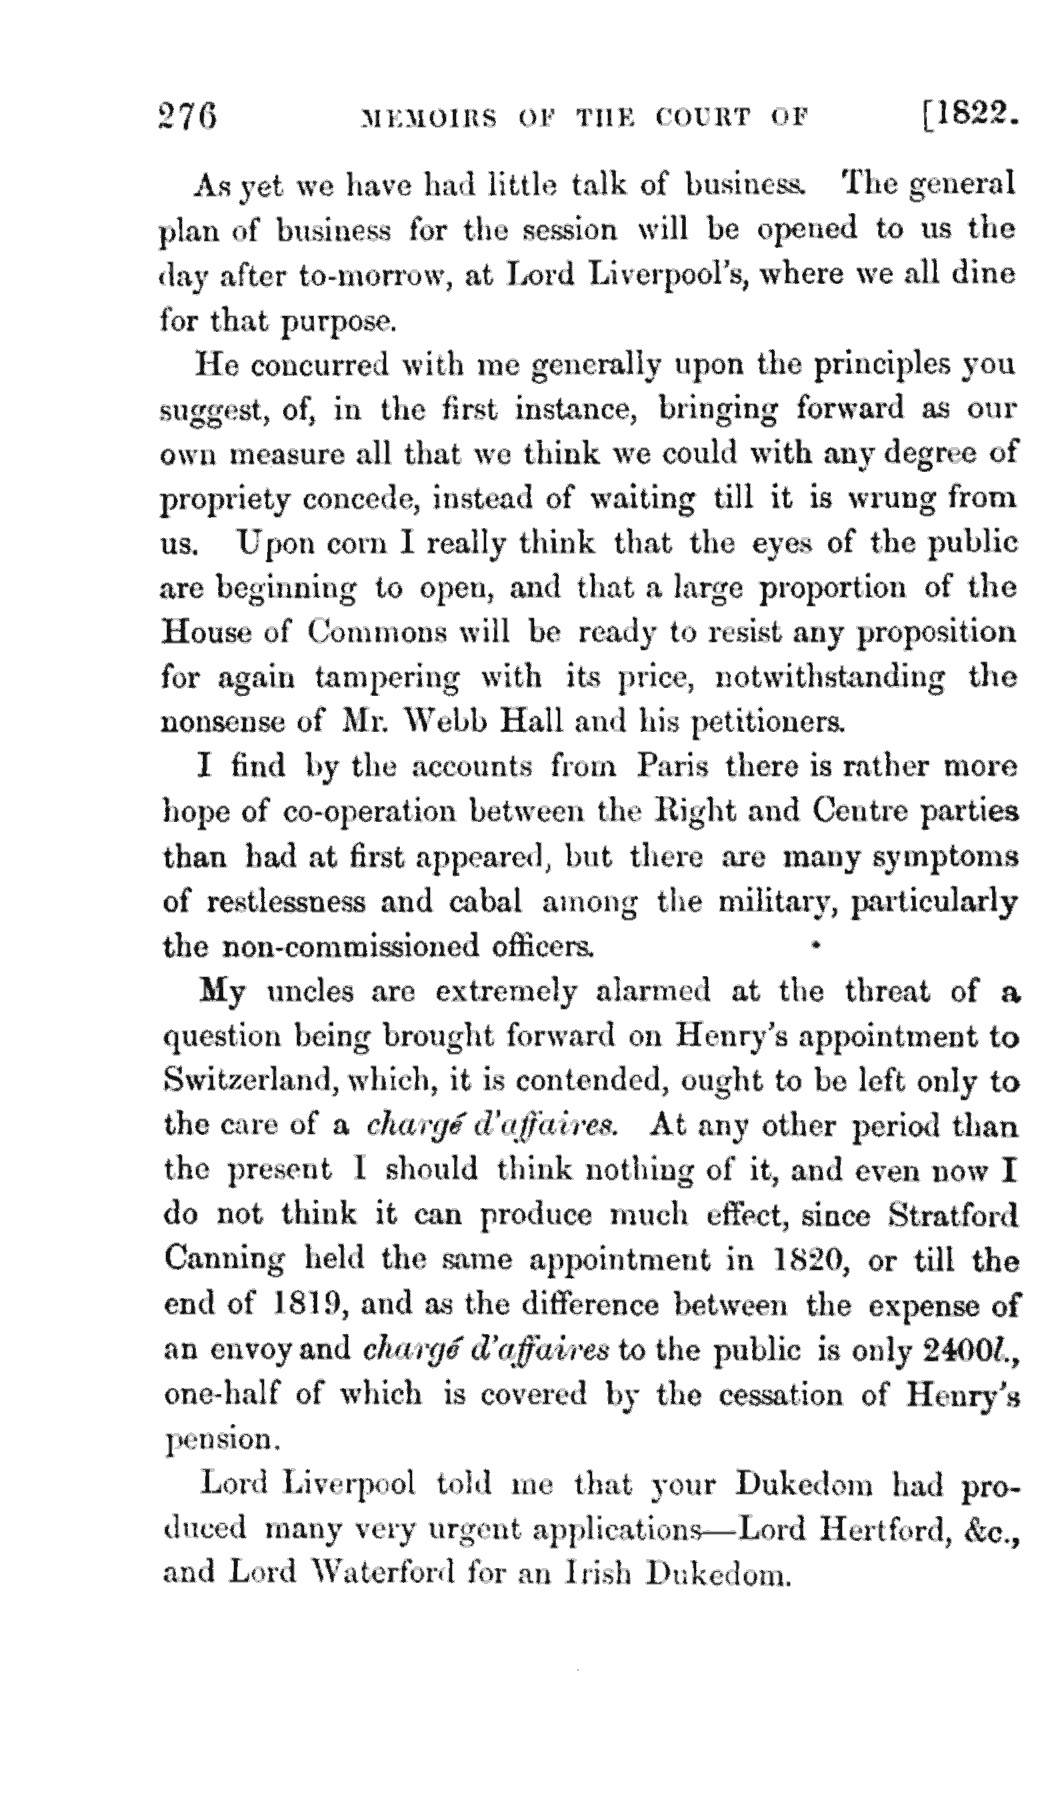 276 MEMOIRS OF THE COURT OF [1822.
As yet we have had little talk of business. The general
plan of business for the session will be opened to us the
day after to-morrow, at Lord Liverpool's, where we all dine
for that purpose.
He concurred with me generally upon the principles you
suggest, of, in the first instance, bringing forward as our
own measure all that we think we could with any degree of
propriety concede, instead of waiting till it is wrung from
us. Upon corn I really think that the eyes of the public
are beginning to open, and that a large proportion of the
House of Commons will be ready to resist any proposition
for again tampering with its price, notwithstanding the
nonsense of Mr. Webb Hall and his petitioners.
I find by the accounts from Paris there is rather more
hope of co-operation between the Right and Centre parties
than had at first appeared, but there are many symptoms
of restlessness and cabal among the military, particularly
the non-commissioned officers.
My uncles are extremely alarmed at the threat of a
question being brought forward on Henry's appointment to
Switzerland, which, it is contended, ought to be left only to
the care of a chargé d'affaires. At any other period than
the present I should think nothing of it, and even now I
do not think it can produce much effect, since Stratford
Canning held the same appointment in 1820, or till the
end of 1819, and as the difference between the expense of
an envoy and chargé d'affaires to the public is only 2400l.,
one-half of which is covered by the cessation of Henry's
pension.
Lord Liverpool told me that your Dukedom had pro-
duced many very urgent applications—Lord Hertford, &c.,
and Lord Waterford for an Irish Dukedom.